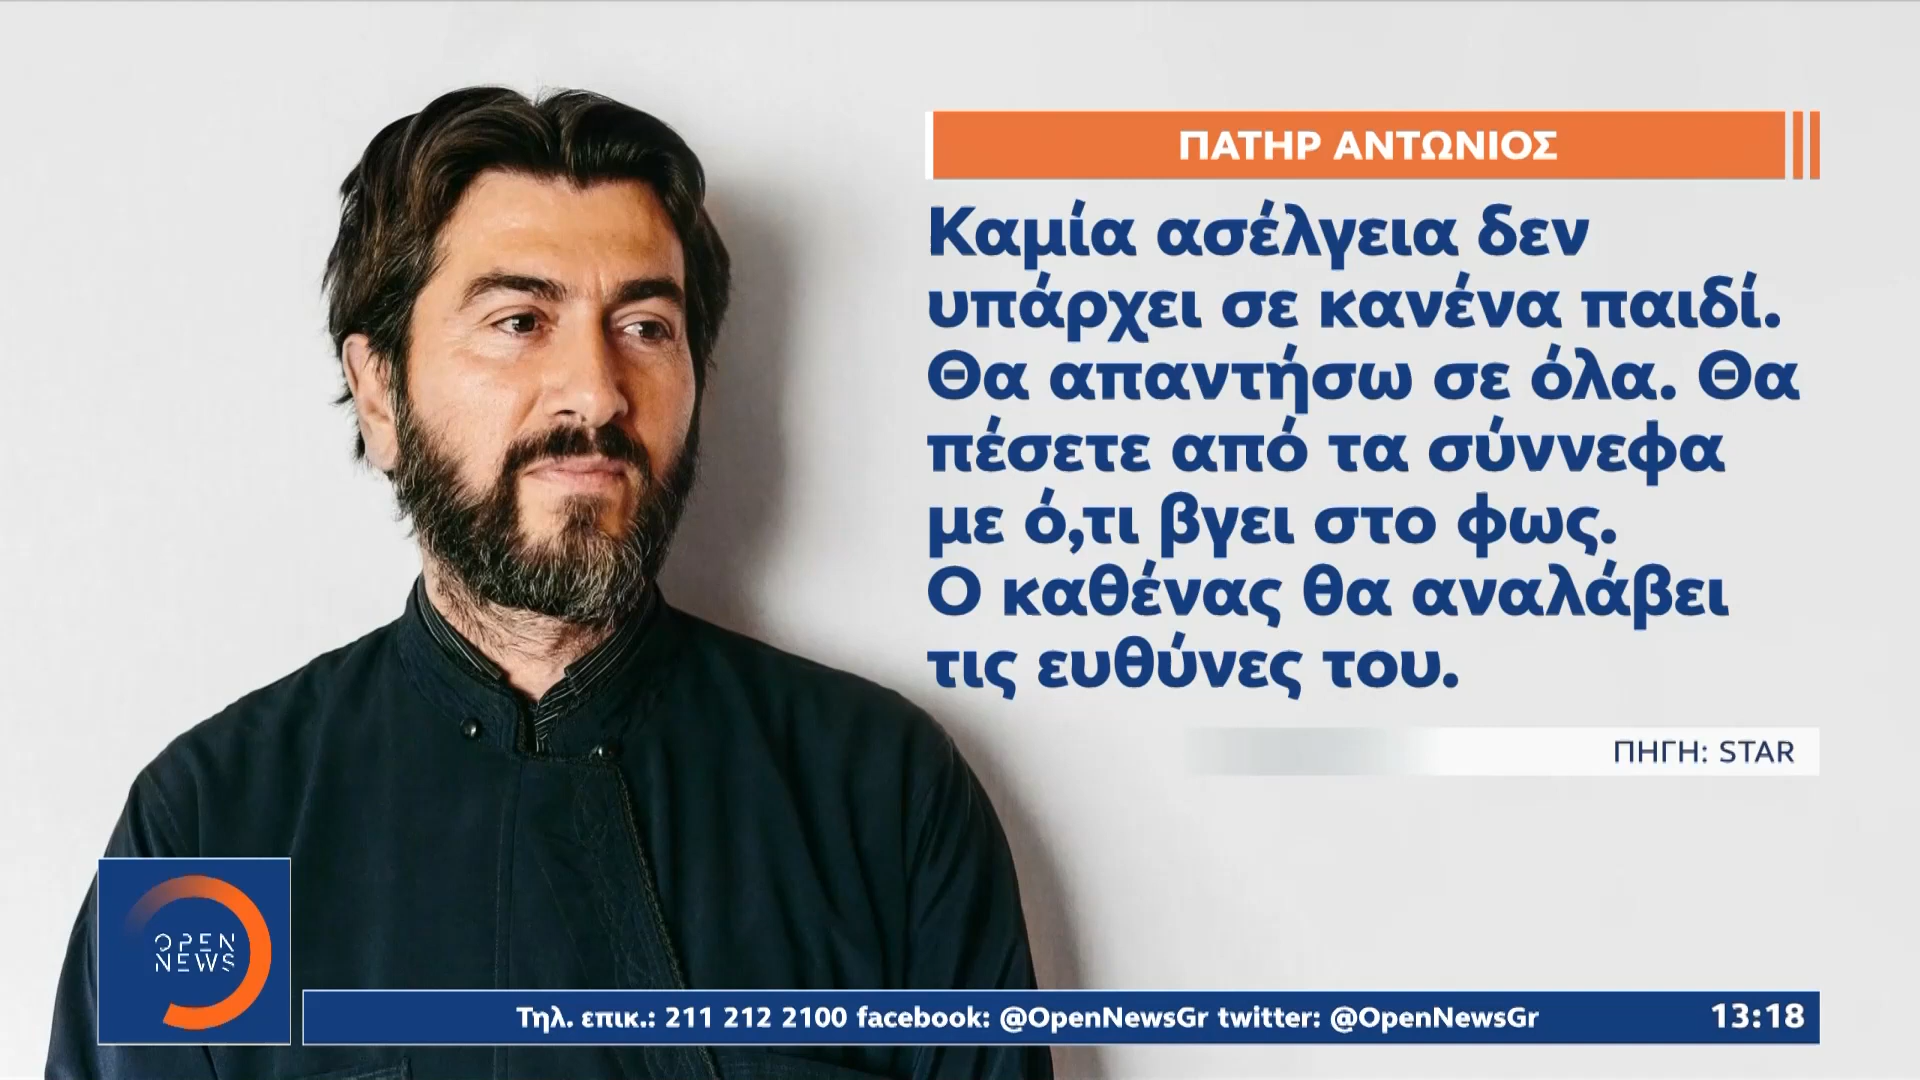 ΠΑΤΗΡ ΑΝΤΩΝΙΟΣ
Καμία ασέλγεια δεν
υπάρχει σε κανένα παιδί.
Θα απαντήσω σε όλα. Θα
πέσετε από τα σύννεφα
με ό,τι βγει στο φως.
Ο καθένας θα αναλάβει
τις ευθύνες του.
ΠΗΓΗ: STAR
OPEN
NEWS
Τηλ. επικ.: 211 212 2100 facebook: @OpenNewsGr twitter: @OpenNewsGr
13:18